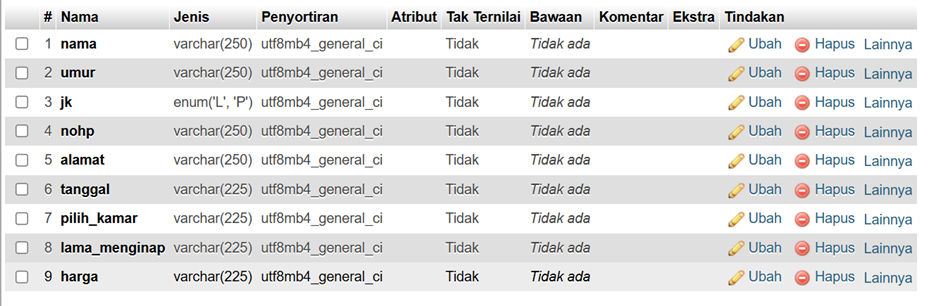 # Nama Jenis Penyortiran Atribut Tak Ternilai Bawaan Komentar Ekstra Tindakan
1 nama varchar(250) utf8mb4_general_ci Tidak Tidak ada Ubah Hapus Lainnya
2 umur varchar(250) utf8mb4_general_ci Tidak Tidak ada Ubah Hapus Lainnya
3 jk enum('L', 'P') utf8mb4_general_ci Tidak Tidak ada Ubah Hapus Lainnya
4 nohp varchar(250) utf8mb4_general_ci Tidak Tidak ada Ubah Hapus Lainnya
5 alamat varchar(250) utf8mb4_general_ci Tidak Tidak ada Ubah Hapus Lainnya
6 tanggal varchar(225) utf8mb4_general_ci Tidak Tidak ada Ubah Hapus Lainnya
7 pilih_kamar varchar(225) utf8mb4_general_ci Tidak Tidak ada Ubah Hapus Lainnya
8 lama_menginap varchar(225) utf8mb4_general_ci Tidak Tidak ada Ubah Hapus Lainnya
9 harga varchar(225) utf8mb4_general_ci Tidak Tidak ada Ubah Hapus Lainnya